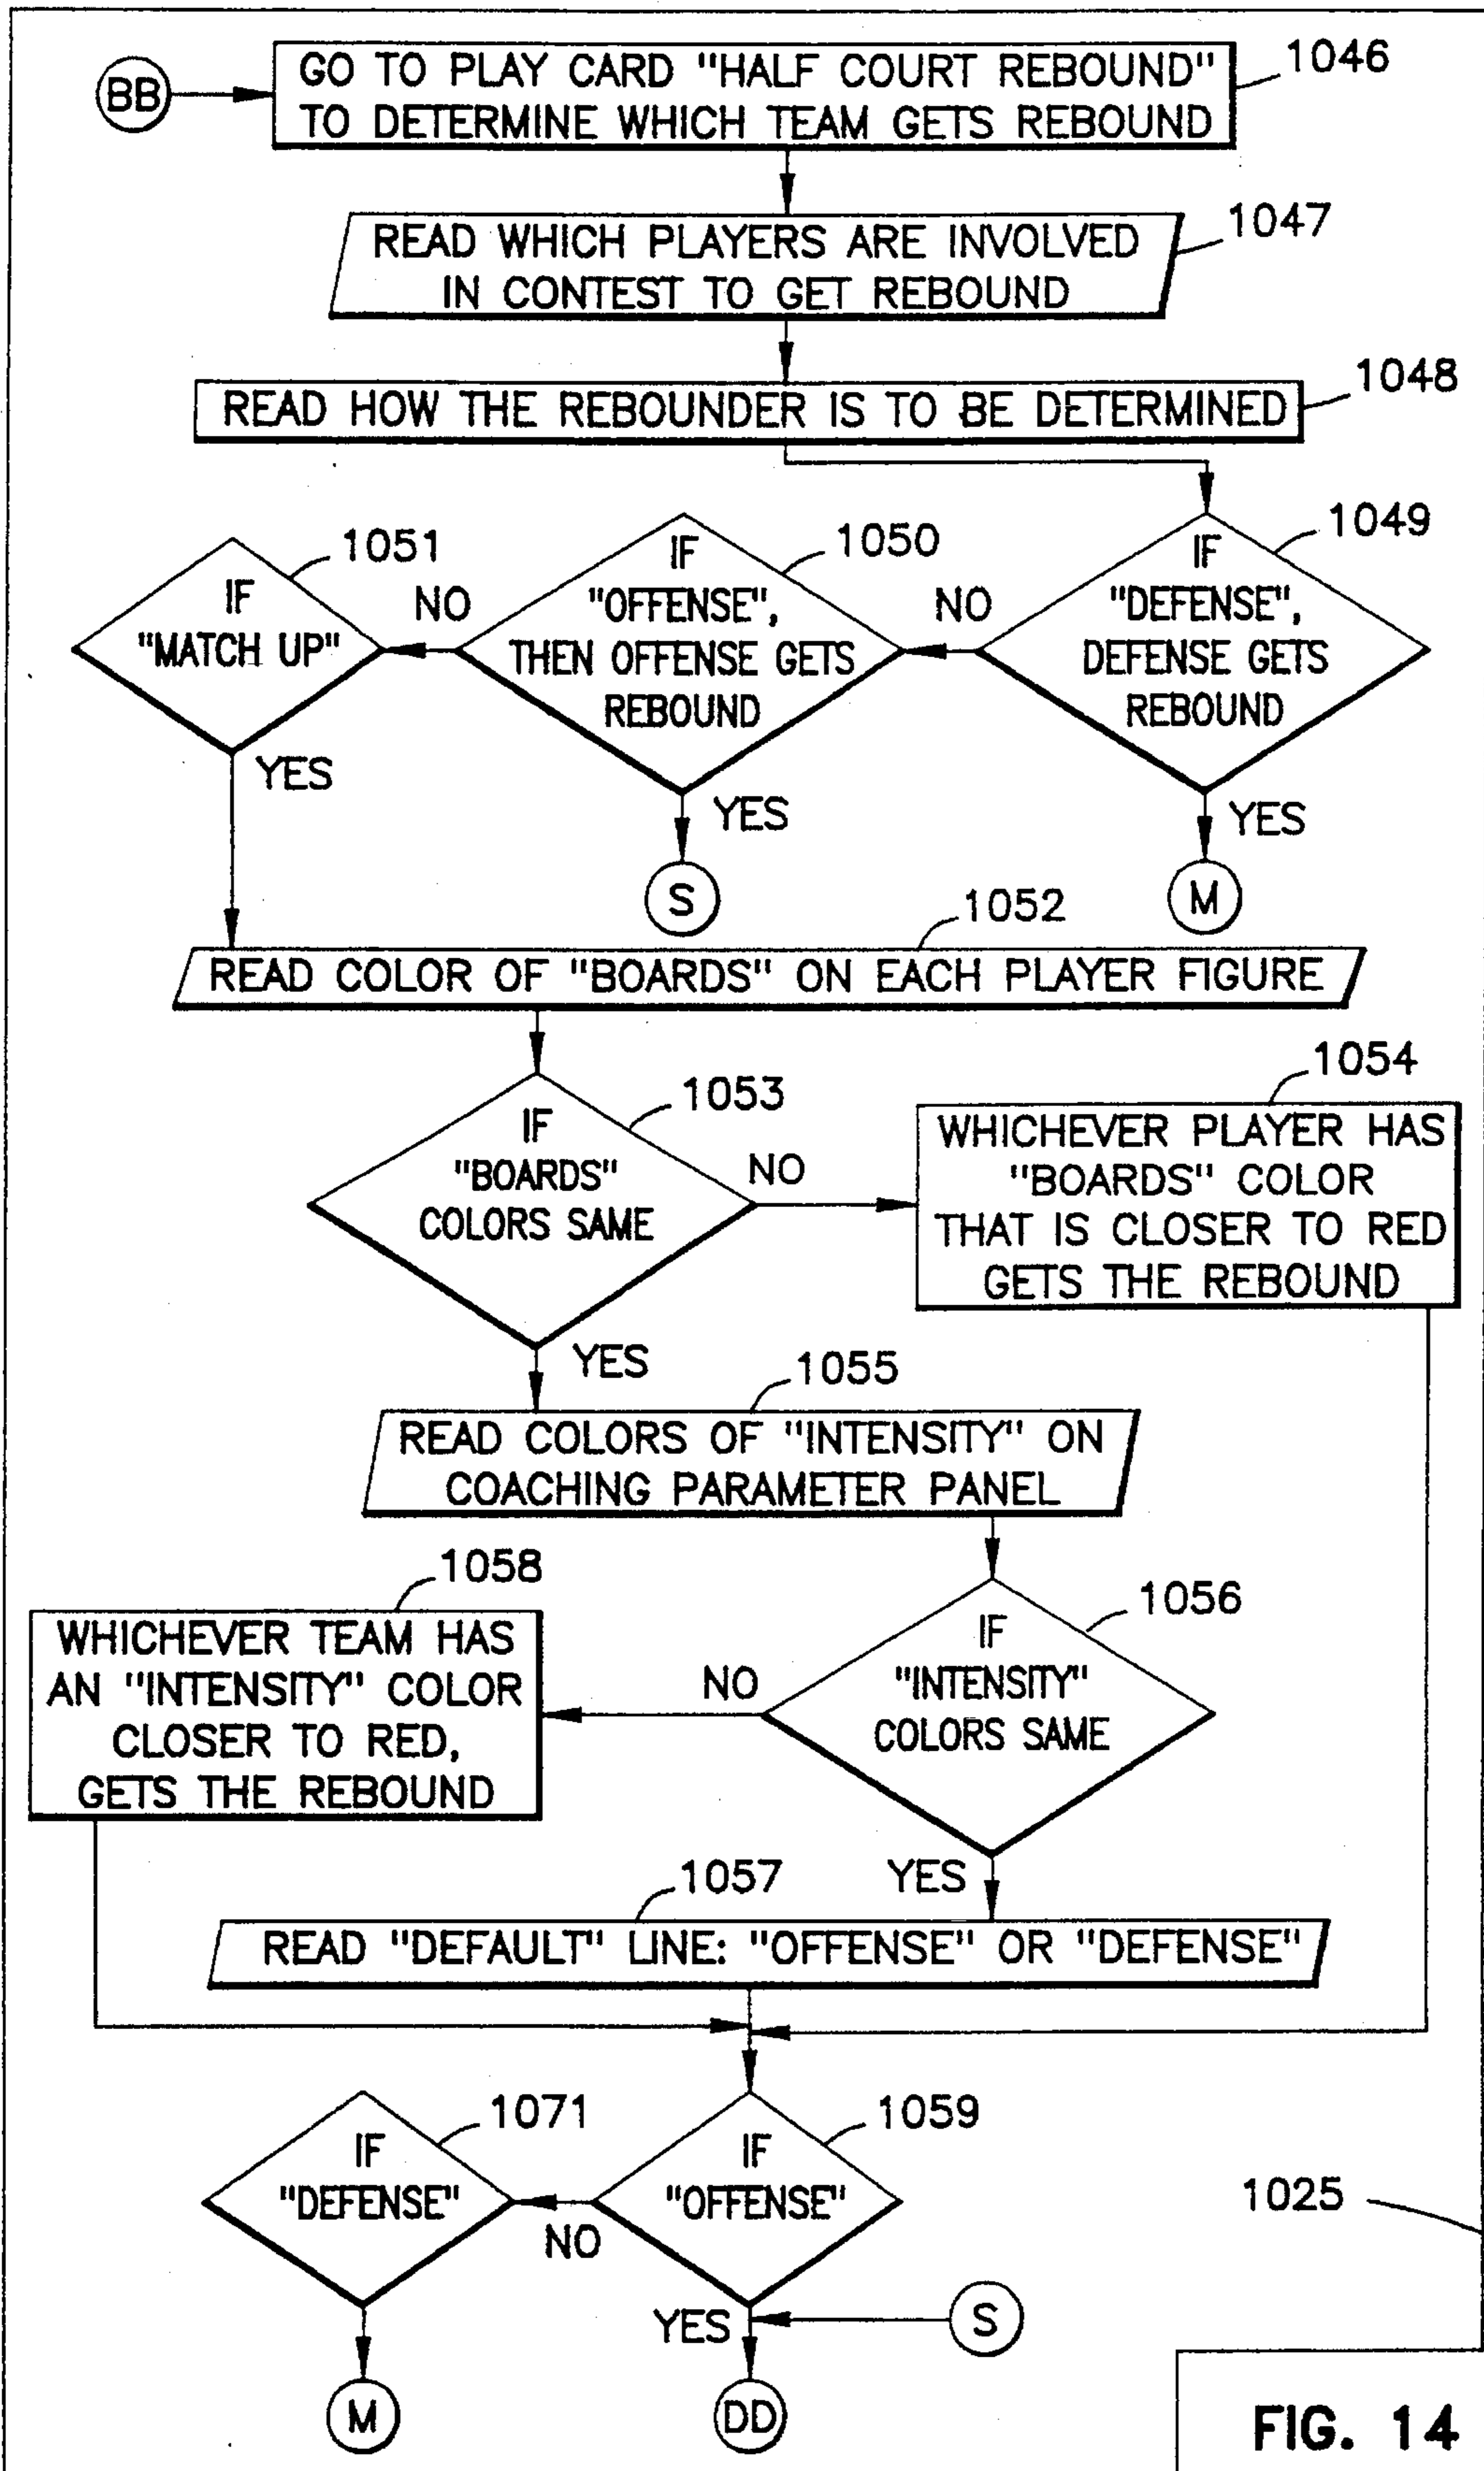 BB
GO TO PLAY CARD "HALF COURT REBOUND"
TO DETERMINE WHICH TEAM GETS REBOUND
1046
READ WHICH PLAYERS ARE INVOLVED
IN CONTEST TO GET REBOUND
1047
READ HOW THE REBOUNDER IS TO BE DETERMINED
1048
IF
"DEFENSE",
DEFENSE GETS
REBOUND
1049
NO
YES
M
IF
"OFFENSE",
THEN OFFENSE GETS
REBOUND
1050
NO
YES
S
IF
"MATCH UP"
1051
YES
1052
READ COLOR OF "BOARDS" ON EACH PLAYER FIGURE
IF
"BOARDS"
COLORS SAME
1053
NO
YES
1054
WHICHEVER PLAYER HAS
"BOARDS" COLOR
THAT IS CLOSER TO RED
GETS THE REBOUND
1055
READ COLORS OF "INTENSITY" ON
COACHING PARAMETER PANEL
IF
"INTENSITY"
COLORS SAME
1056
NO
YES
1058
WHICHEVER TEAM HAS
AN "INTENSITY" COLOR
CLOSER TO RED,
GETS THE REBOUND
1057
READ "DEFAULT" LINE: "OFFENSE" OR "DEFENSE"
IF
"OFFENSE"
1059
NO
YES
S
DD
IF
"DEFENSE"
1071
M
1025
FIG. 14